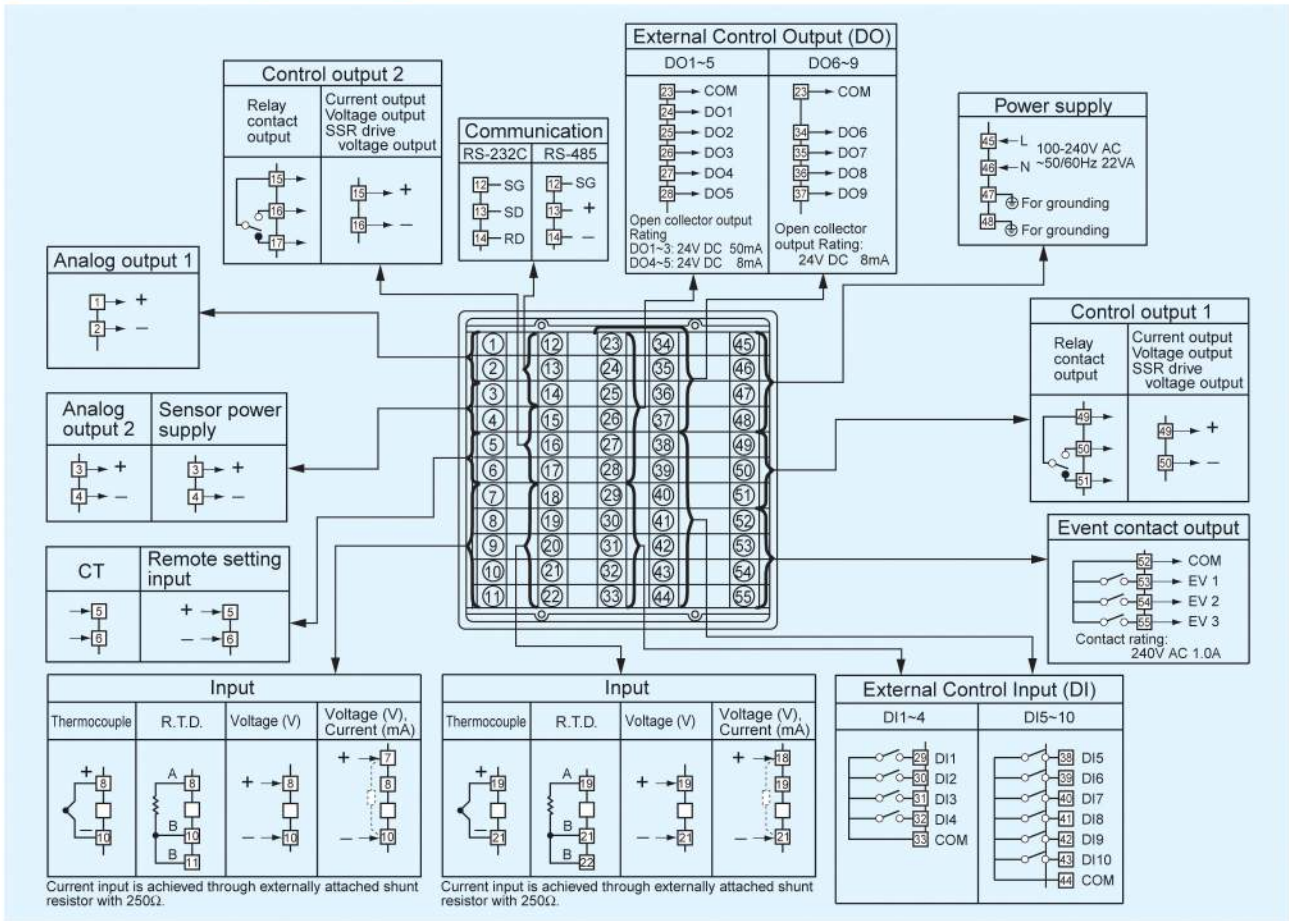 External Control Output (DO)
DO1~5 DO6~9
23 COM 23 COM
24 DO1
25 DO2 34 DO6
26 DO3 35 DO7
27 DO4 36 DO8
28 DO5 37 DO9
Open collector output
Rating
DO1~3: 24V DC 50mA
DO4~5: 24V DC 8mA
Open collector
output Rating:
24V DC 8mA
Control output 2
Relay
contact
output
Current output
Voltage output
SSR drive
voltage output
15 15 +
16 16 −
17
Communication
RS-232C RS-485
12 SG 12 SG
13 SD 13 +
14 RD 14 −
Power supply
45 L
46 N
100-240V AC
~50/60Hz 22VA
47 For grounding
48 For grounding
Analog output 1
1 +
2 −
Analog
output 2
Sensor power
supply
3 + 3 +
4 − 4 −
CT
Remote setting
input
5 + 5
6 − 6
1 12 23 34 45
2 13 24 35 46
3 14 25 36 47
4 15 26 37 48
5 16 27 38 49
6 17 28 39 50
7 18 29 40 51
8 19 30 41 52
9 20 31 42 53
10 21 32 43 54
11 22 33 44 55
Control output 1
Relay
contact
output
Current output
Voltage output
SSR drive
voltage output
49 49 +
50 50 −
51
Event contact output
52 COM
53 EV 1
54 EV 2
55 EV 3
Contact rating:
240V AC 1.0A
Input
Thermocouple R.T.D. Voltage (V) Voltage (V),
Current (mA)
+ 8 A 8 + 8 + 7
8
− 10 B 10 − 10 − 10
B 11
Current input is achieved through externally attached shunt
resistor with 250Ω.
Input
Thermocouple R.T.D. Voltage (V) Voltage (V),
Current (mA)
+ 19 A 19 + 19 + 18
19
− 21 B 21 − 21 − 21
B 22
Current input is achieved through externally attached shunt
resistor with 250Ω.
External Control Input (DI)
DI1~4 DI5~10
29 DI1 38 DI5
30 DI2 39 DI6
31 DI3 40 DI7
32 DI4 41 DI8
33 COM 42 DI9
43 DI10
44 COM